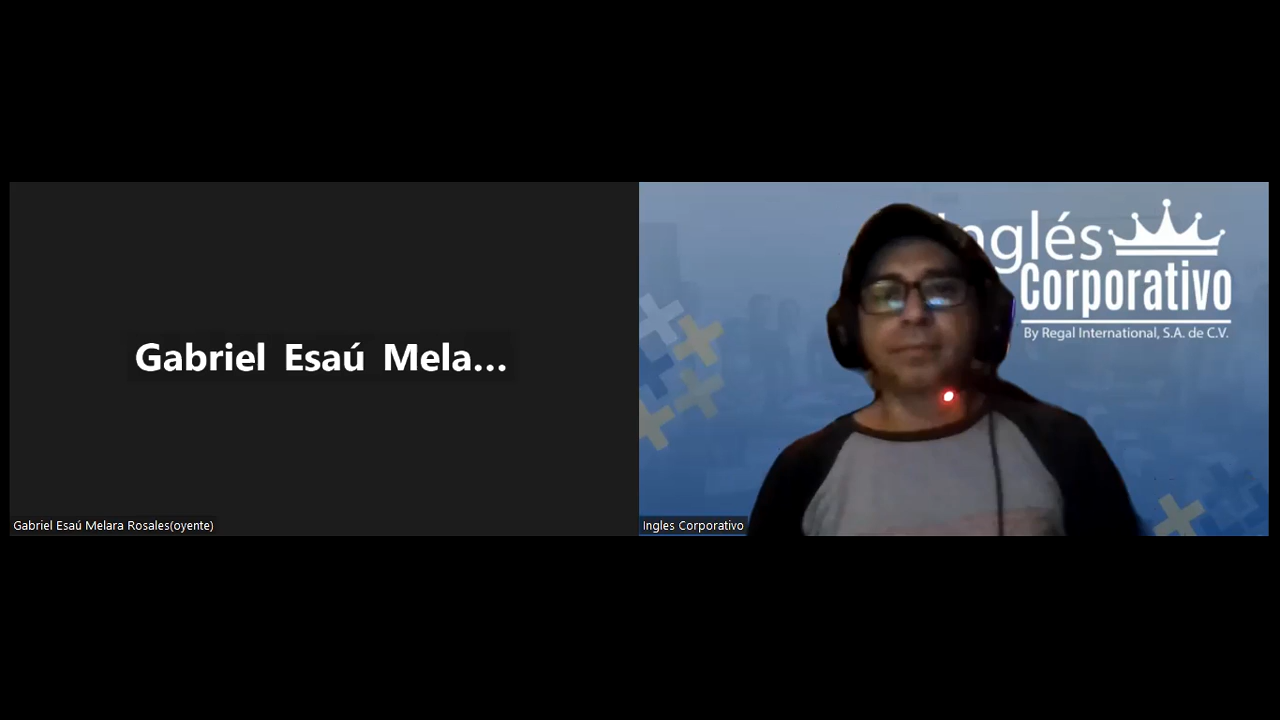 Gabriel Esaú Mela...
Gabriel Esaú Melara Rosales(oyente)
Inglés
Corporativo
By Regal International, S.A. de C.V.
Ingles Corporativo